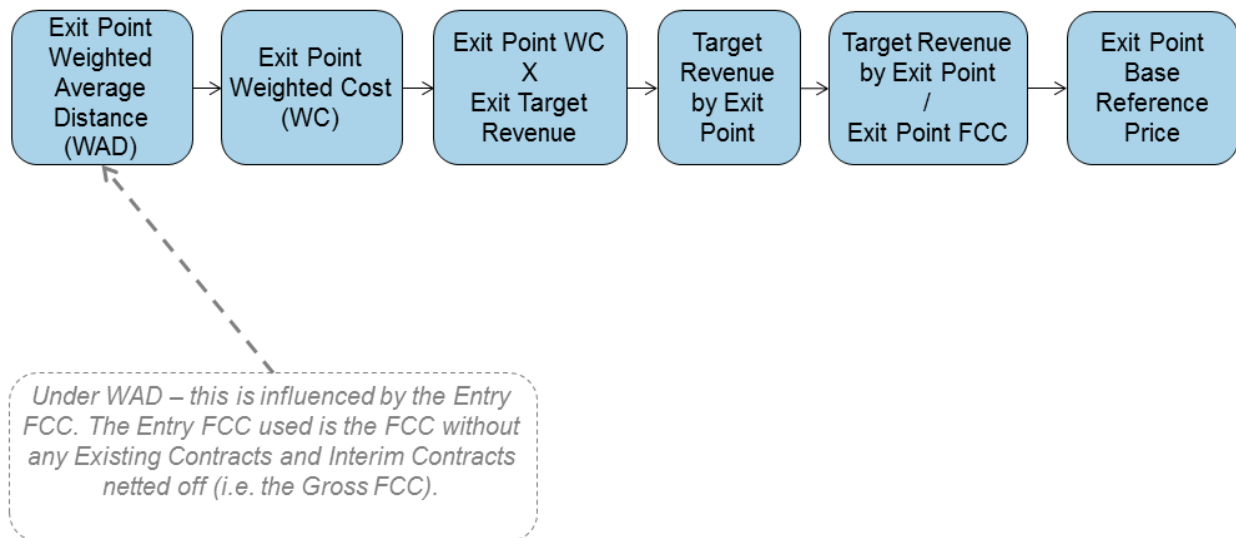 Exit Point
Weighted
Average
Distance
(WAD)
Exit Point
Weighted Cost
(WC)
Exit Point WC
X
Exit Target
Revenue
Target
Revenue
by Exit
Point
Target Revenue
by Exit Point
/
Exit Point FCC
Exit Point
Base
Reference
Price
Under WAD – this is influenced by the Entry
FCC. The Entry FCC used is the FCC without
any Existing Contracts and Interim Contracts
netted off (i.e. the Gross FCC).